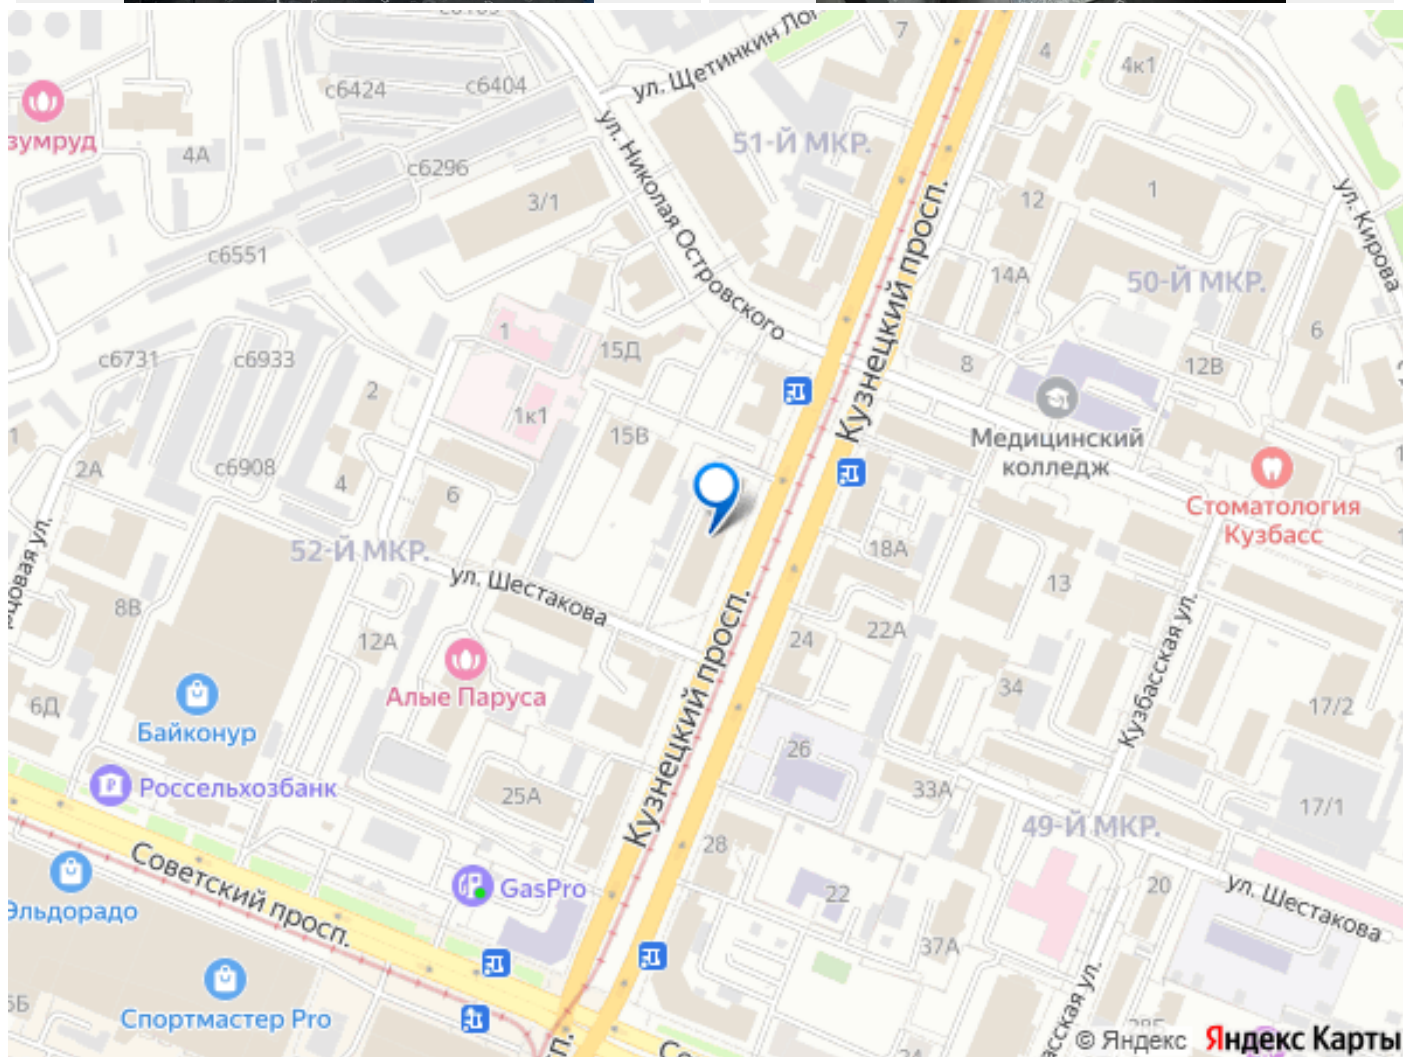 ул. Щетинкин Лог
7
4
4к1
с6424
с6404
зумруд
4А
51-Й МКР.
ул. Николая Островского
с6296
3/1
12
1
ул. Кирова
Кузнецкий просп.
с6551
14А
50-Й МКР.
6
1
15Д
с6731
с6933
2
8
12В
1к1
15В
Медицинский
колледж
1
2А
с6908
4
6
Стоматология
Кузбасс
52-Й МКР.
ул. Шестакова
18А
13
8В
12А
24
22А
Кузнецкий просп.
Кузбасская ул.
Алые Паруса
34
6Д
17/2
Байконур
26
Россельхозбанк
25А
33А
17/1
49-Й МКР.
28
Советский просп.
GasPro
22
20
ул. Шестакова
Эльдорадо
37А
Спортмастер Pro
© Яндекс
Яндекс Карты